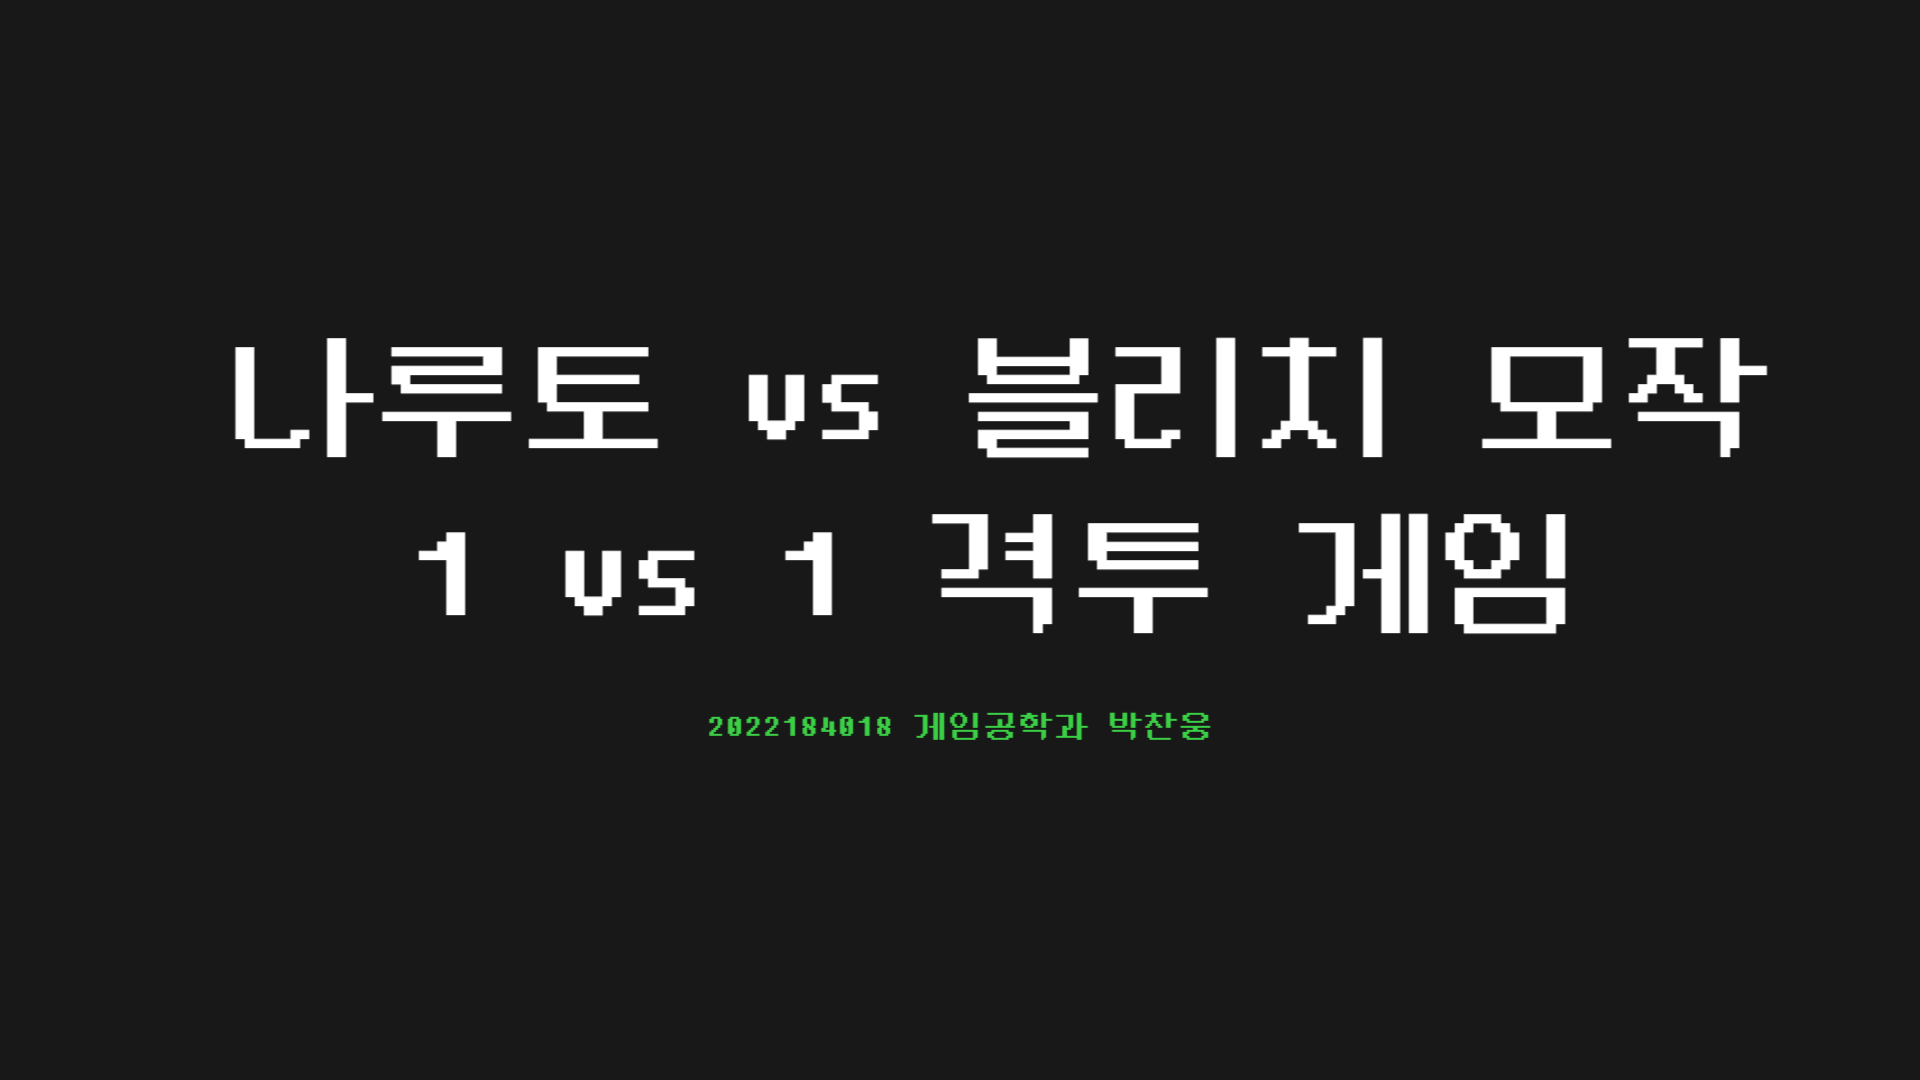 나루토 vs 블리치 모작
1 vs 1 격투 게임
2022184018 게임공학과 박찬웅